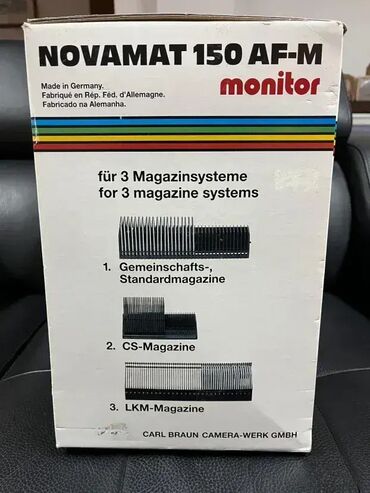 NOVAMAT 150 AF-M
monitor
Made in Germany.
Fabriqué en Rép. Féd. d'Allemagne.
Fabricado na Alemanha.
für 3 Magazinsysteme
for 3 magazine systems
1. Gemeinschafts-,
Standardmagazine
2. CS-Magazine
3. LKM-Magazine
CARL BRAUN CAMERA-WERK GMBH